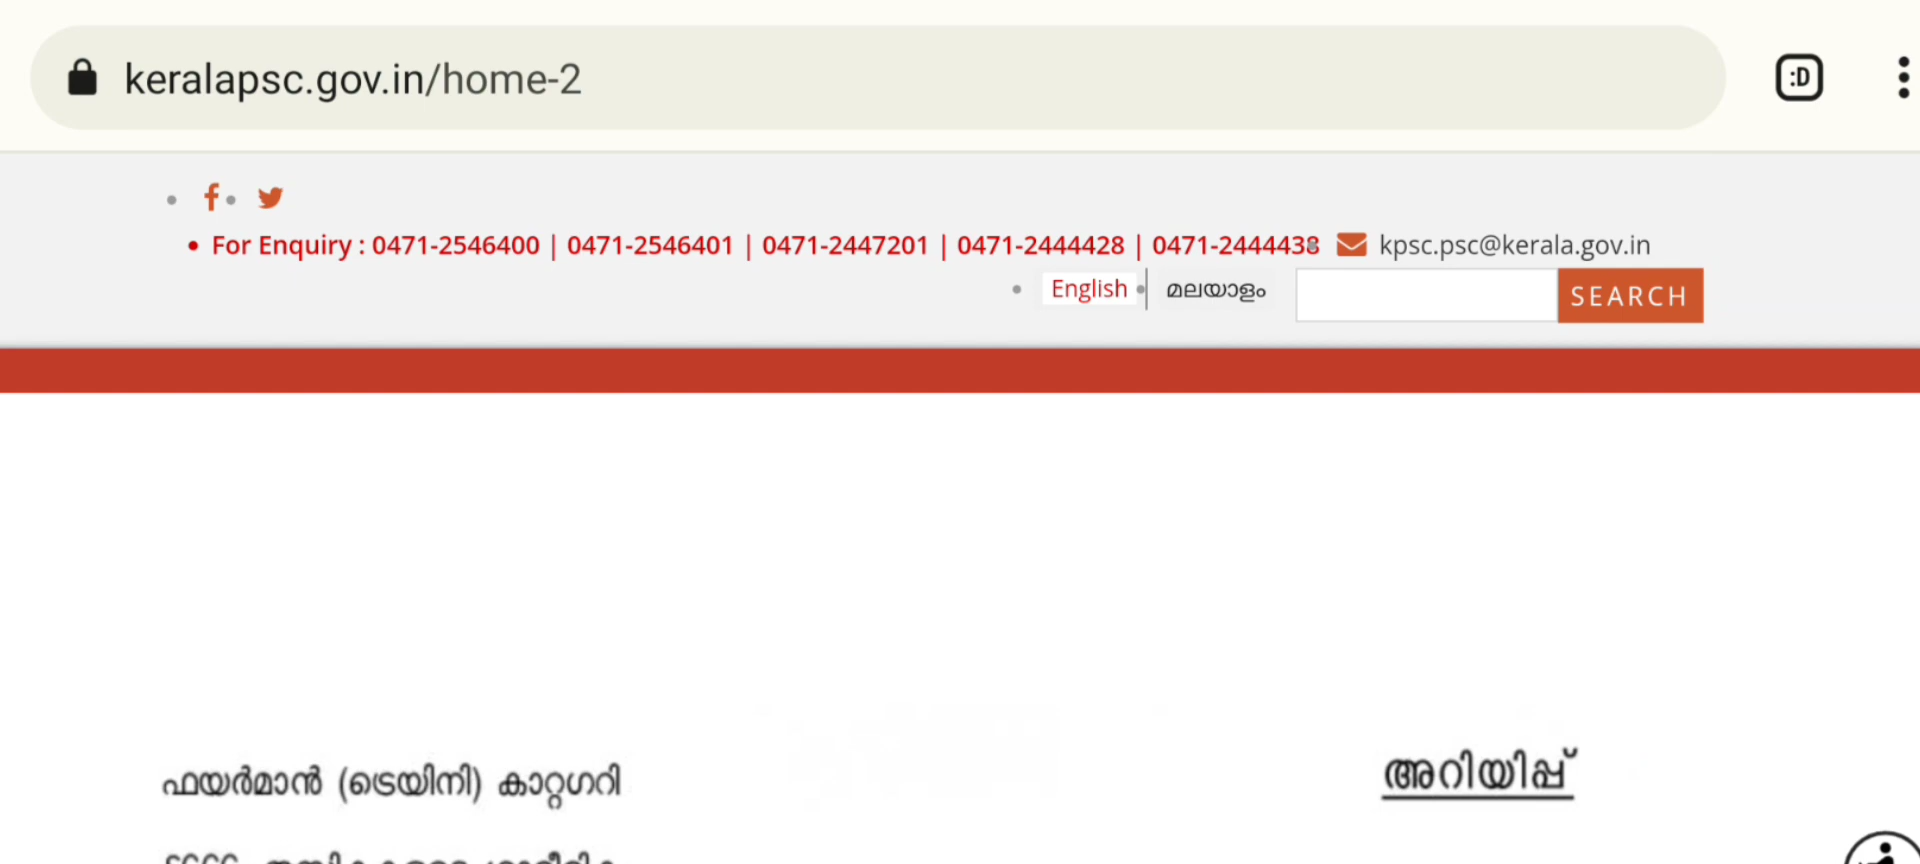 keralapsc.gov.in/home-2
:D
For Enquiry : 0471-2546400 | 0471-2546401 | 0471-2447201 | 0471-2444428 | 0471-2444438 kpsc.psc@kerala.gov.in
English മലയാളം SEARCH
ഫയർമാൻ (ട്രെയിനി) കാറ്റഗറി
അറിയിപ്പ്